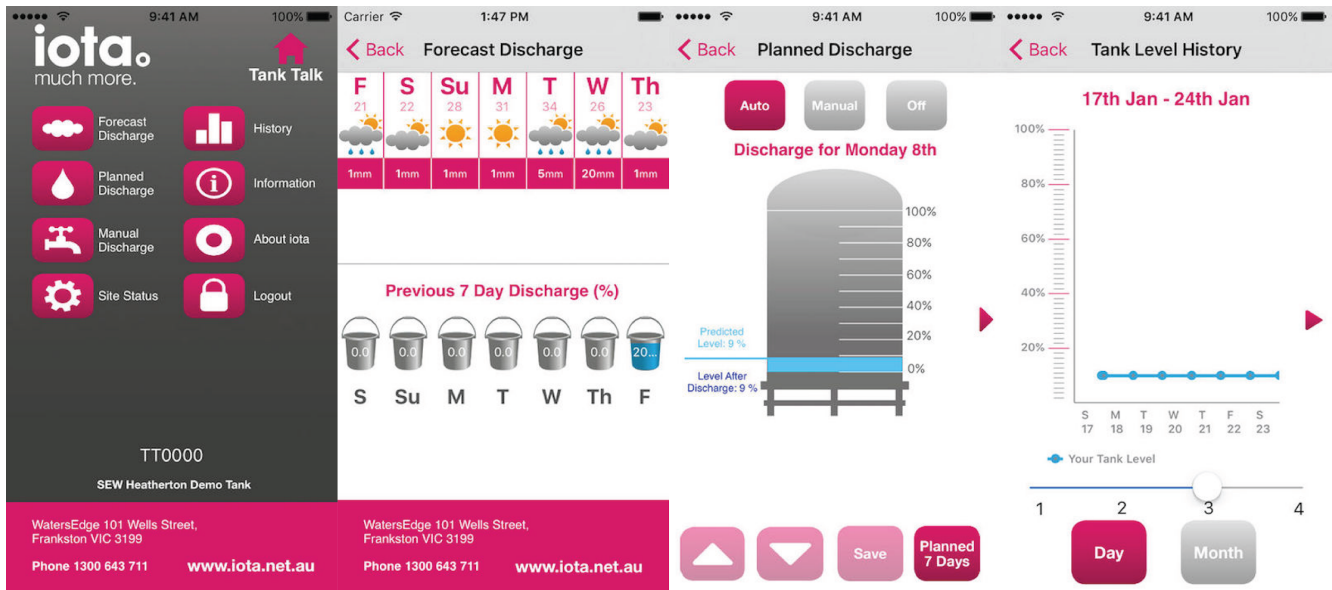 9:41 AM
100%
iota.
much more.
Tank Talk
Forecast
Discharge
History
Planned
Discharge
Information
Manual
Discharge
About iota
Site Status
Logout
TT0000
SEW Heatherton Demo Tank
WatersEdge 101 Wells Street,
Frankston VIC 3199
Phone 1300 643 711
www.iota.net.au
Carrier
1:47 PM
Back
Forecast Discharge
F S Su M T W Th
21 22 28 31 34 26 23
1mm 1mm 1mm 1mm 5mm 20mm 1mm
Previous 7 Day Discharge (%)
0.0 0.0 0.0 0.0 0.0 0.0 20...
S Su M T W Th F
WatersEdge 101 Wells Street,
Frankston VIC 3199
Phone 1300 643 711
www.iota.net.au
9:41 AM
100%
Back
Planned Discharge
Auto Manual Off
Discharge for Monday 8th
100%
80%
60%
40%
20%
0%
Predicted
Level: 9 %
Level After
Discharge: 9 %
Save
Planned
7 Days
9:41 AM
100%
Back
Tank Level History
17th Jan - 24th Jan
100%
80%
60%
40%
20%
S M T W T F S
17 18 19 20 21 22 23
Your Tank Level
1 2 3 4
Day Month